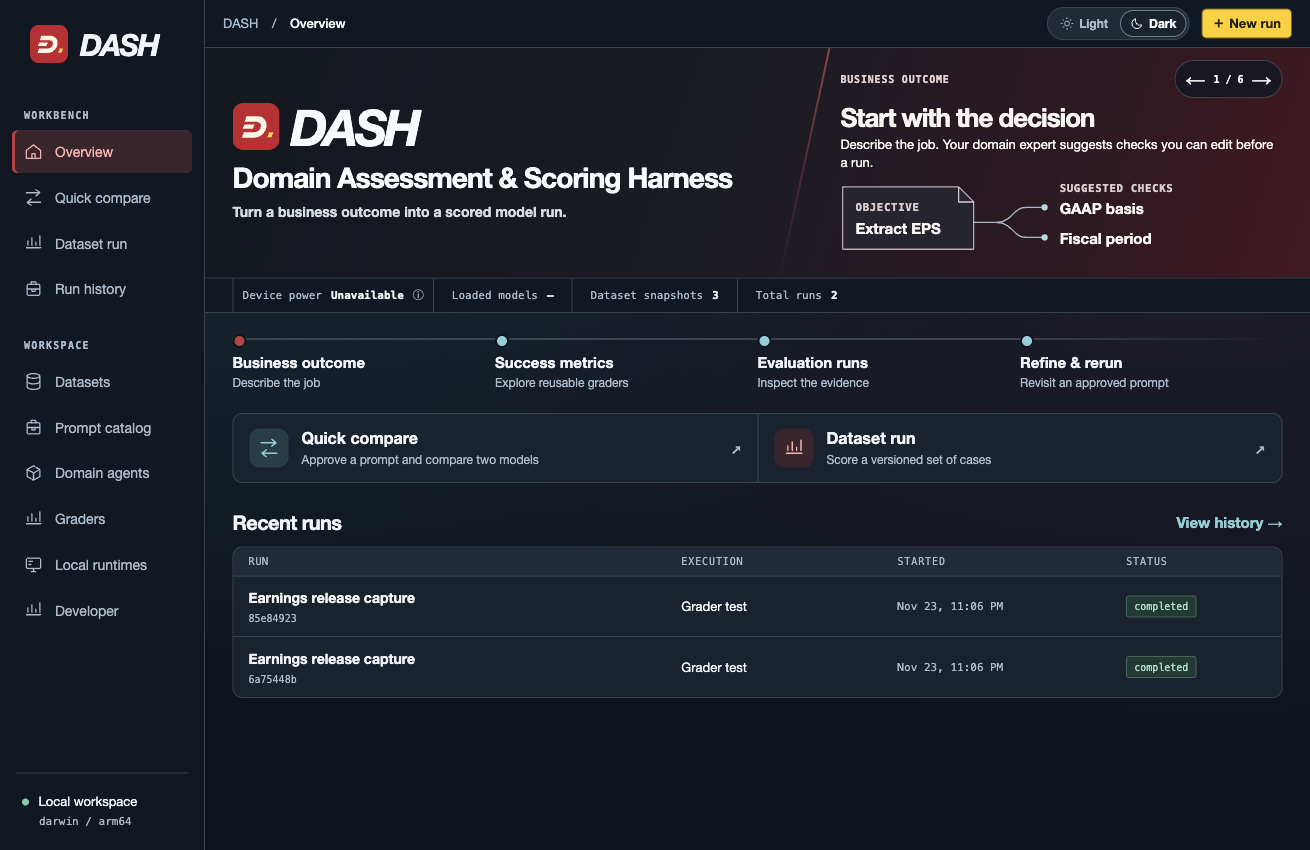 DASH
WORKBENCH
Overview
Quick compare
Dataset run
Run history
WORKSPACE
Datasets
Prompt catalog
Domain agents
Graders
Local runtimes
Developer
Local workspace
darwin / arm64
DASH / Overview
Light Dark
+ New run
DASH
Domain Assessment & Scoring Harness
Turn a business outcome into a scored model run.
BUSINESS OUTCOME
← 1 / 6 →
Start with the decision
Describe the job. Your domain expert suggests checks you can edit before
a run.
OBJECTIVE
Extract EPS
SUGGESTED CHECKS
GAAP basis
Fiscal period
Device power Unavailable ⓘ
Loaded models –
Dataset snapshots 3
Total runs 2
Business outcome
Describe the job
Success metrics
Explore reusable graders
Evaluation runs
Inspect the evidence
Refine & rerun
Revisit an approved prompt
Quick compare
Approve a prompt and compare two models
↗
Dataset run
Score a versioned set of cases
↗
Recent runs
View history →
RUN EXECUTION STARTED STATUS
Earnings release capture
85e84923
Grader test
Nov 23, 11:06 PM
completed
Earnings release capture
6a75448b
Grader test
Nov 23, 11:06 PM
completed